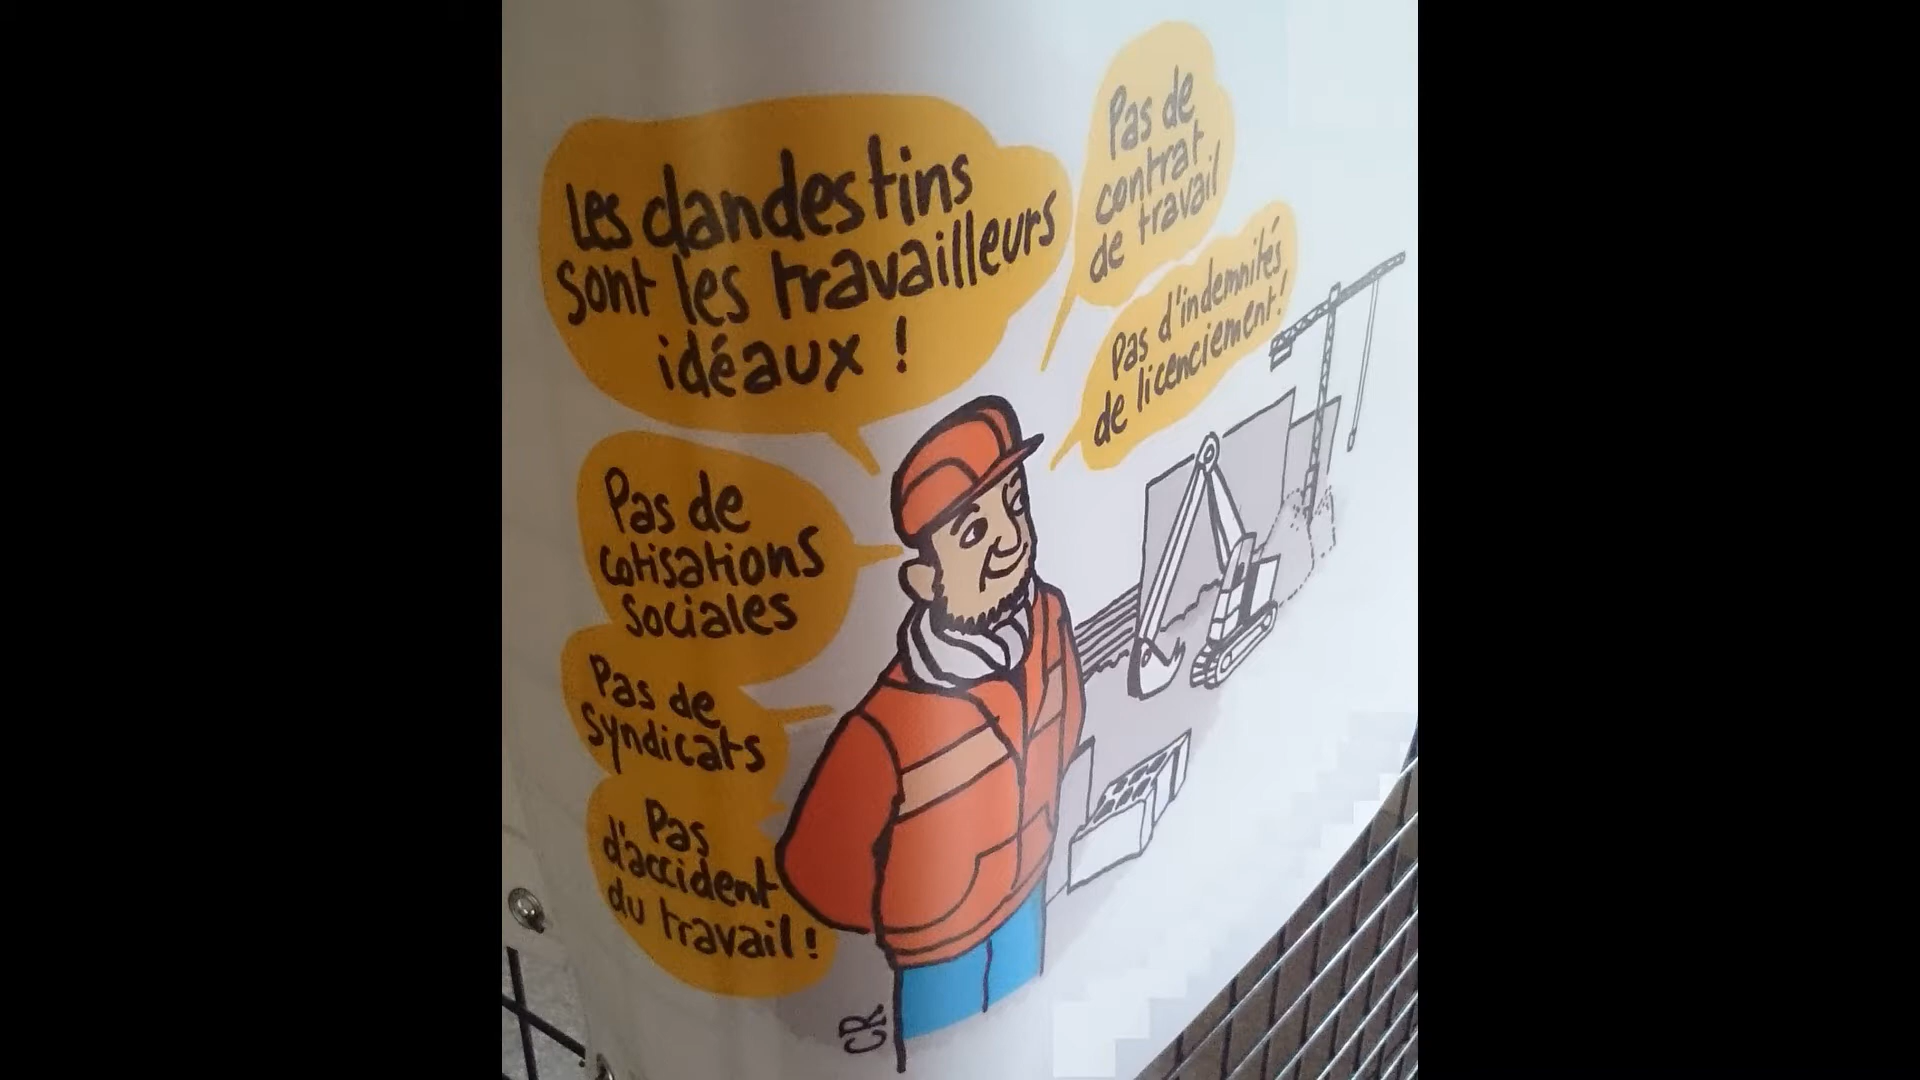 Les clandestins
sont les travailleurs
idéaux !
Pas de
contrat
de travail
Pas d'indemnités
de licenciement !
Pas de
cotisations
sociales
Pas de
syndicats
Pas
d'accident
du travail !
CR